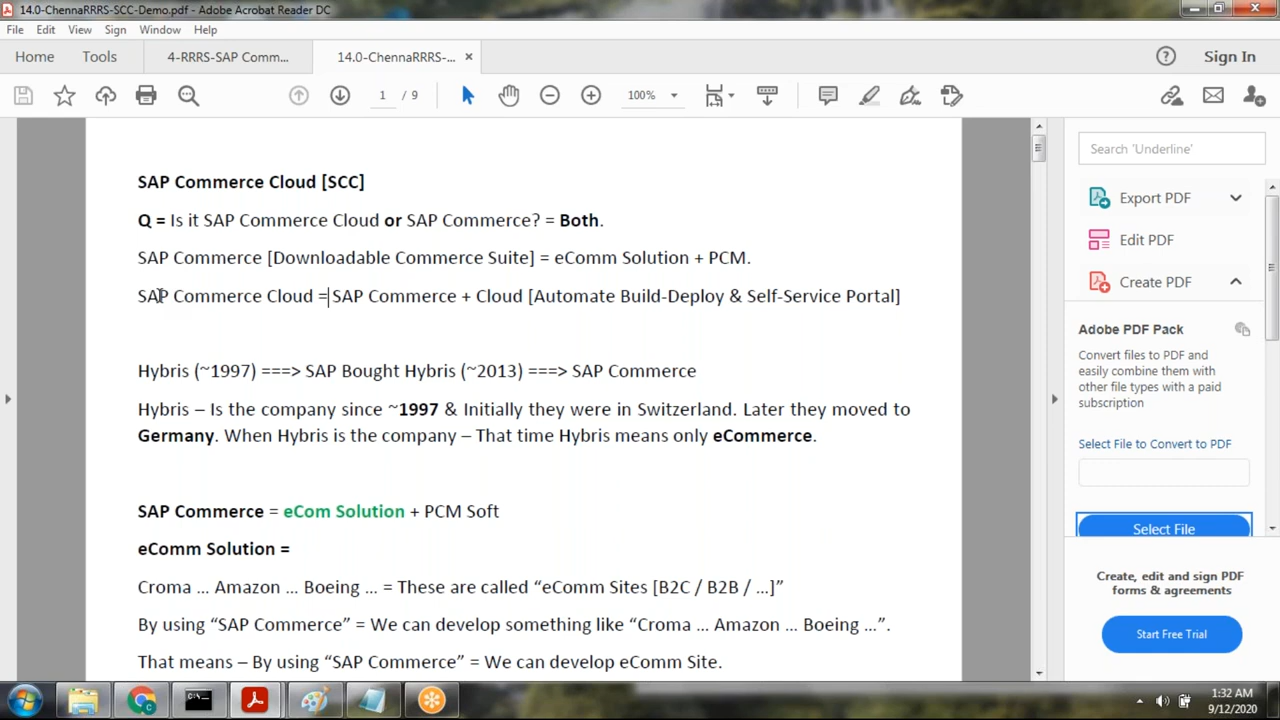 14.0-ChennaRRRS-SCC-Demo.pdf - Adobe Acrobat Reader DC
File Edit View Sign Window Help
Home Tools 4-RRRS-SAP Comm... 14.0-ChennaRRRS-... Sign In
1 / 9 100%
SAP Commerce Cloud [SCC]
Q = Is it SAP Commerce Cloud or SAP Commerce? = Both.
SAP Commerce [Downloadable Commerce Suite] = eComm Solution + PCM.
SAP Commerce Cloud = SAP Commerce + Cloud [Automate Build-Deploy & Self-Service Portal]
Hybris (~1997) ===> SAP Bought Hybris (~2013) ===> SAP Commerce
Hybris – Is the company since ~1997 & Initially they were in Switzerland. Later they moved to
Germany. When Hybris is the company – That time Hybris means only eCommerce.
SAP Commerce = eCom Solution + PCM Soft
eComm Solution =
Croma ... Amazon ... Boeing ... = These are called “eComm Sites [B2C / B2B / ...]”
By using “SAP Commerce” = We can develop something like “Croma ... Amazon ... Boeing ...”.
That means – By using “SAP Commerce” = We can develop eComm Site.
Search 'Underline'
Export PDF
Edit PDF
Create PDF
Adobe PDF Pack
Convert files to PDF and
easily combine them with
other file types with a paid
subscription
Select File to Convert to PDF
Select File
Create, edit and sign PDF
forms & agreements
Start Free Trial
1:32 AM
9/12/2020